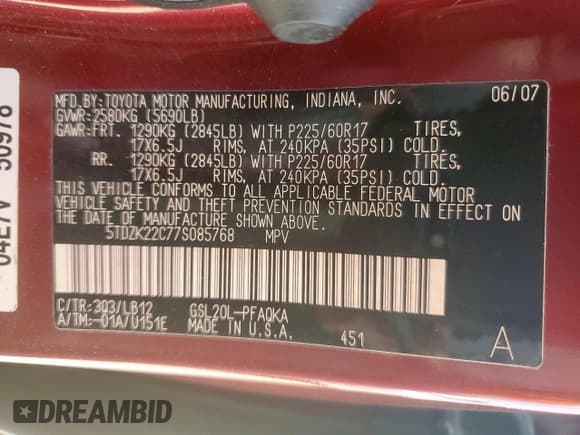 MFD.BY:TOYOTA MOTOR MANUFACTURING, INDIANA, INC. 06/07
GVWR:2580KG (5690LB)
GAWR:FRT. 1290KG (2845LB) WITH P225/60R17 TIRES,
17X6.5J RIMS, AT 240KPA (35PSI) COLD.
RR. 1290KG (2845LB) WITH P225/60R17 TIRES,
17X6.5J RIMS, AT 240KPA (35PSI) COLD.
THIS VEHICLE CONFORMS TO ALL APPLICABLE FEDERAL MOTOR
VEHICLE SAFETY AND THEFT PREVENTION STANDARDS IN EFFECT
ON THE DATE OF MANUFACTURE SHOWN ABOVE.
5TDZK22C77S085768 MPV
C/TR:3Q3/LB12 GSL20L-PFAQKA
A/TM:-01A/U151E MADE IN U.S.A. 451
A
04E7V 50978
DREAMBID